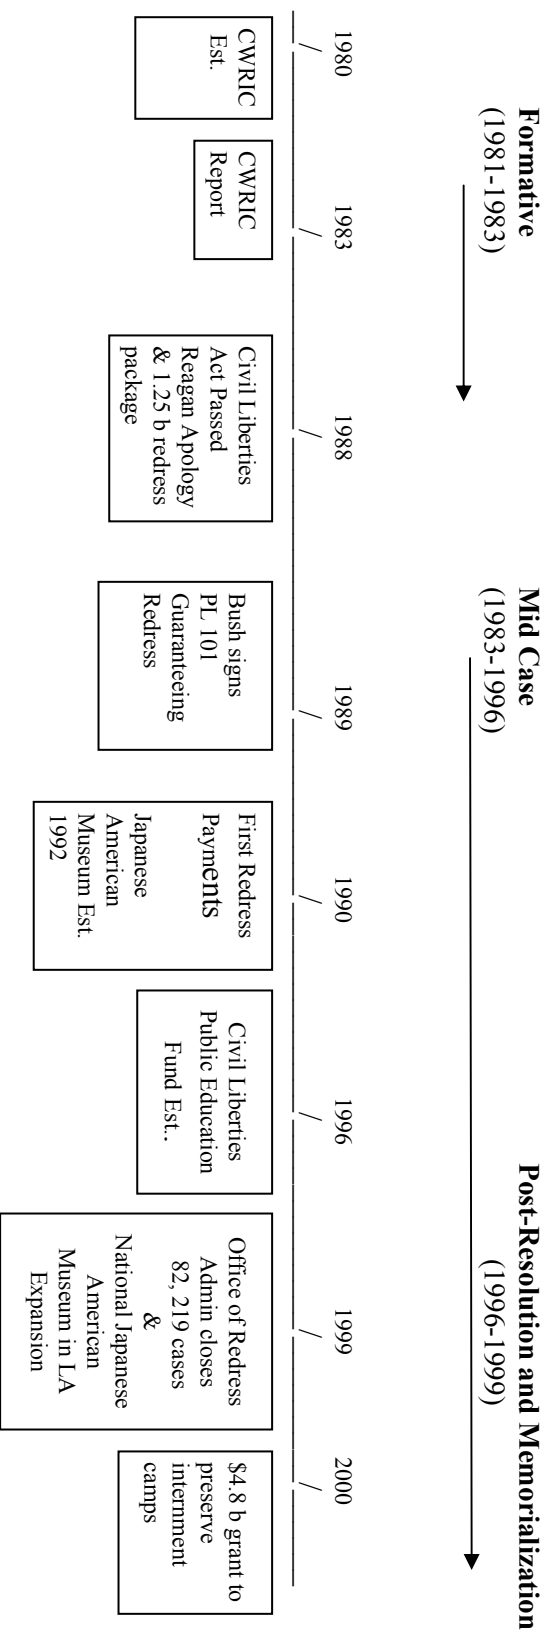 Formative
(1981-1983)
Mid Case
(1983-1996)
Post-Resolution and Memorialization
(1996-1999)
1980
1983
1988
1989
1990
1996
1999
2000
CWRIC
Est.
CWRIC
Report
Civil Liberties
Act Passed
Reagan Apology
& 1.25 b redress
package
Bush signs
PL 101
Guaranteeing
Redress
First Redress
Payments
Japanese
American
Museum Est.
1992
Civil Liberties
Public Education
Fund Est..
Office of Redress
Admin closes
82, 219 cases
&
National Japanese
American
Museum in LA
Expansion
$4.8 b grant to
preserve
internment
camps